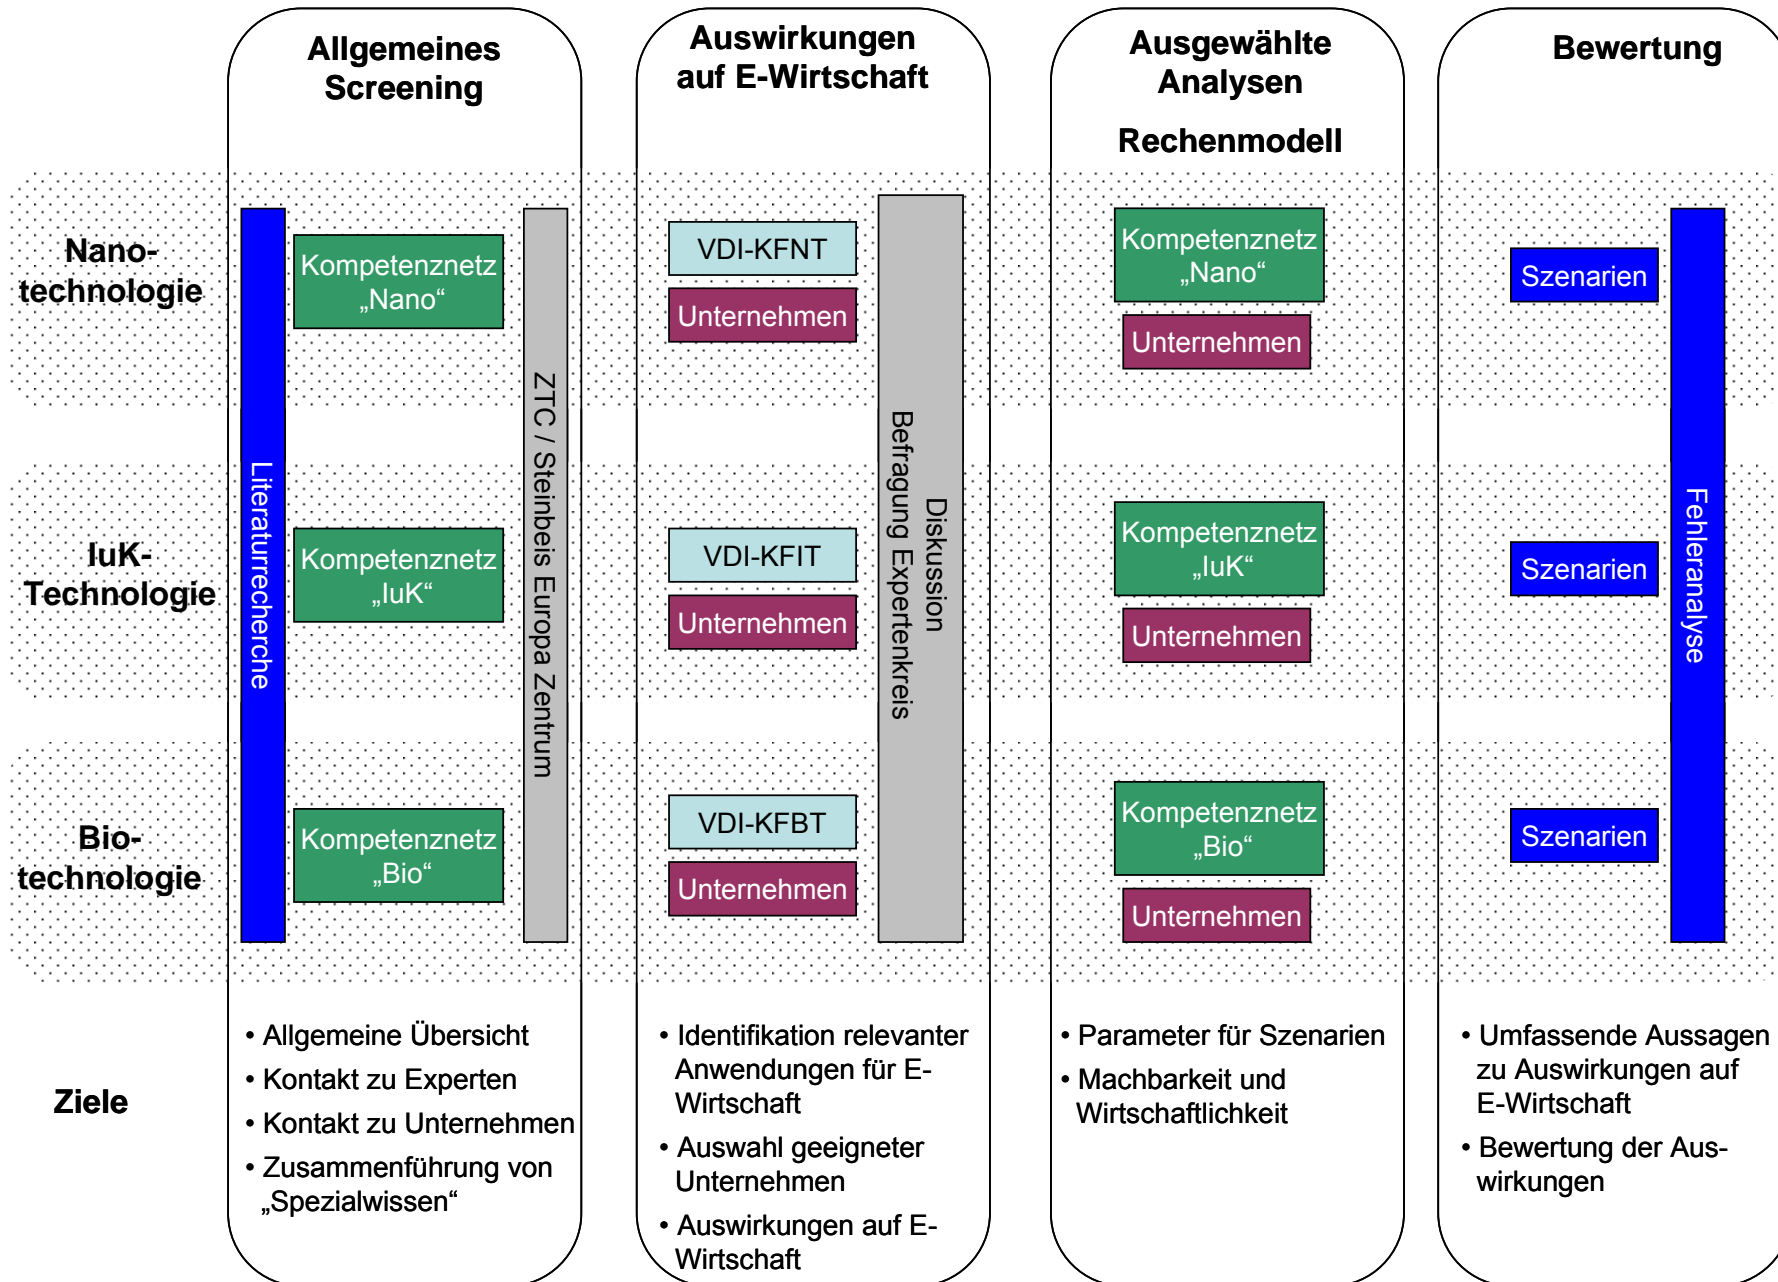 Allgemeines
Screening
Auswirkungen
auf E-Wirtschaft
Ausgewählte
Analysen
Rechenmodell
Bewertung
Nano-
technologie
Literaturrecherche
Kompetenznetz
„Nano“
ZTC / Steinbeis Europa Zentrum
VDI-KFNT
Unternehmen
Diskussion
Befragung Expertenkreis
Kompetenznetz
„Nano“
Unternehmen
Szenarien
Fehleranalyse
IuK-
Technologie
Kompetenznetz
„IuK“
VDI-KFIT
Unternehmen
Kompetenznetz
„IuK“
Unternehmen
Szenarien
Bio-
technologie
Kompetenznetz
„Bio“
VDI-KFBT
Unternehmen
Kompetenznetz
„Bio“
Unternehmen
Szenarien
Ziele
• Allgemeine Übersicht
• Kontakt zu Experten
• Kontakt zu Unternehmen
• Zusammenführung von
„Spezialwissen“
• Identifikation relevanter
Anwendungen für E-
Wirtschaft
• Auswahl geeigneter
Unternehmen
• Auswirkungen auf E-
Wirtschaft
• Parameter für Szenarien
• Machbarkeit und
Wirtschaftlichkeit
• Umfassende Aussagen
zu Auswirkungen auf
E-Wirtschaft
• Bewertung der Aus-
wirkungen